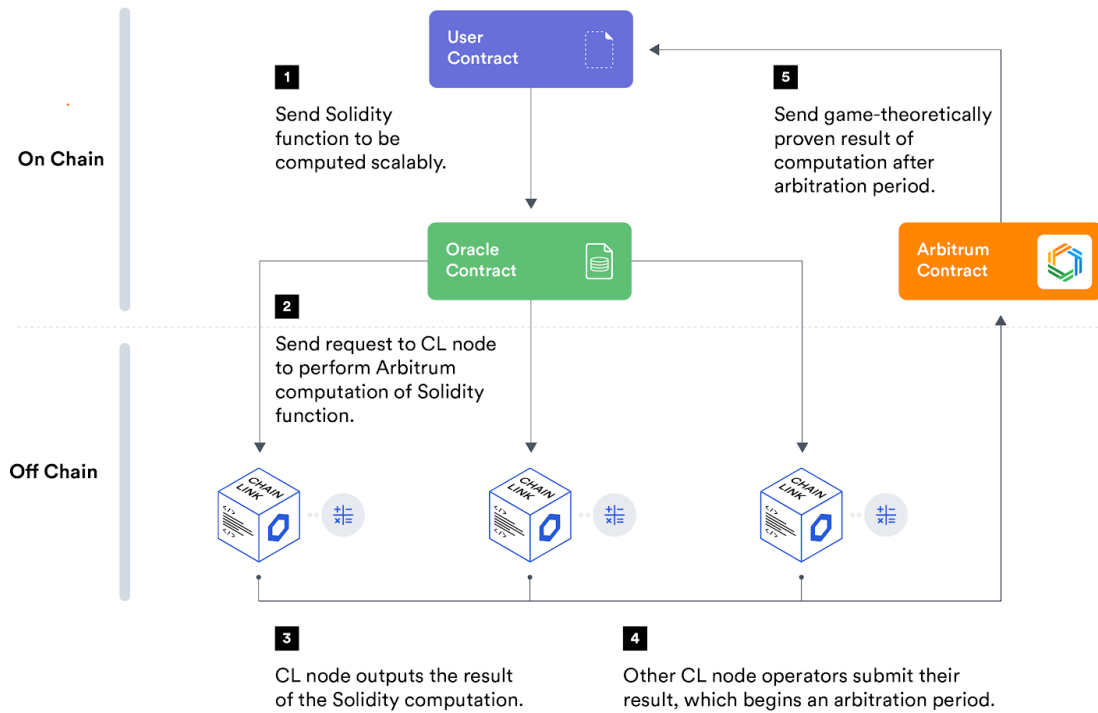 User
Contract
1
Send Solidity
function to be
computed scalably.
5
Send game-theoretically
proven result of
computation after
arbitration period.
On Chain
Oracle
Contract
Arbitrum
Contract
2
Send request to CL node
to perform Arbitrum
computation of Solidity
function.
Off Chain
CHAIN
LINK
CHAIN
LINK
CHAIN
LINK
3
CL node outputs the result
of the Solidity computation.
4
Other CL node operators submit their
result, which begins an arbitration period.